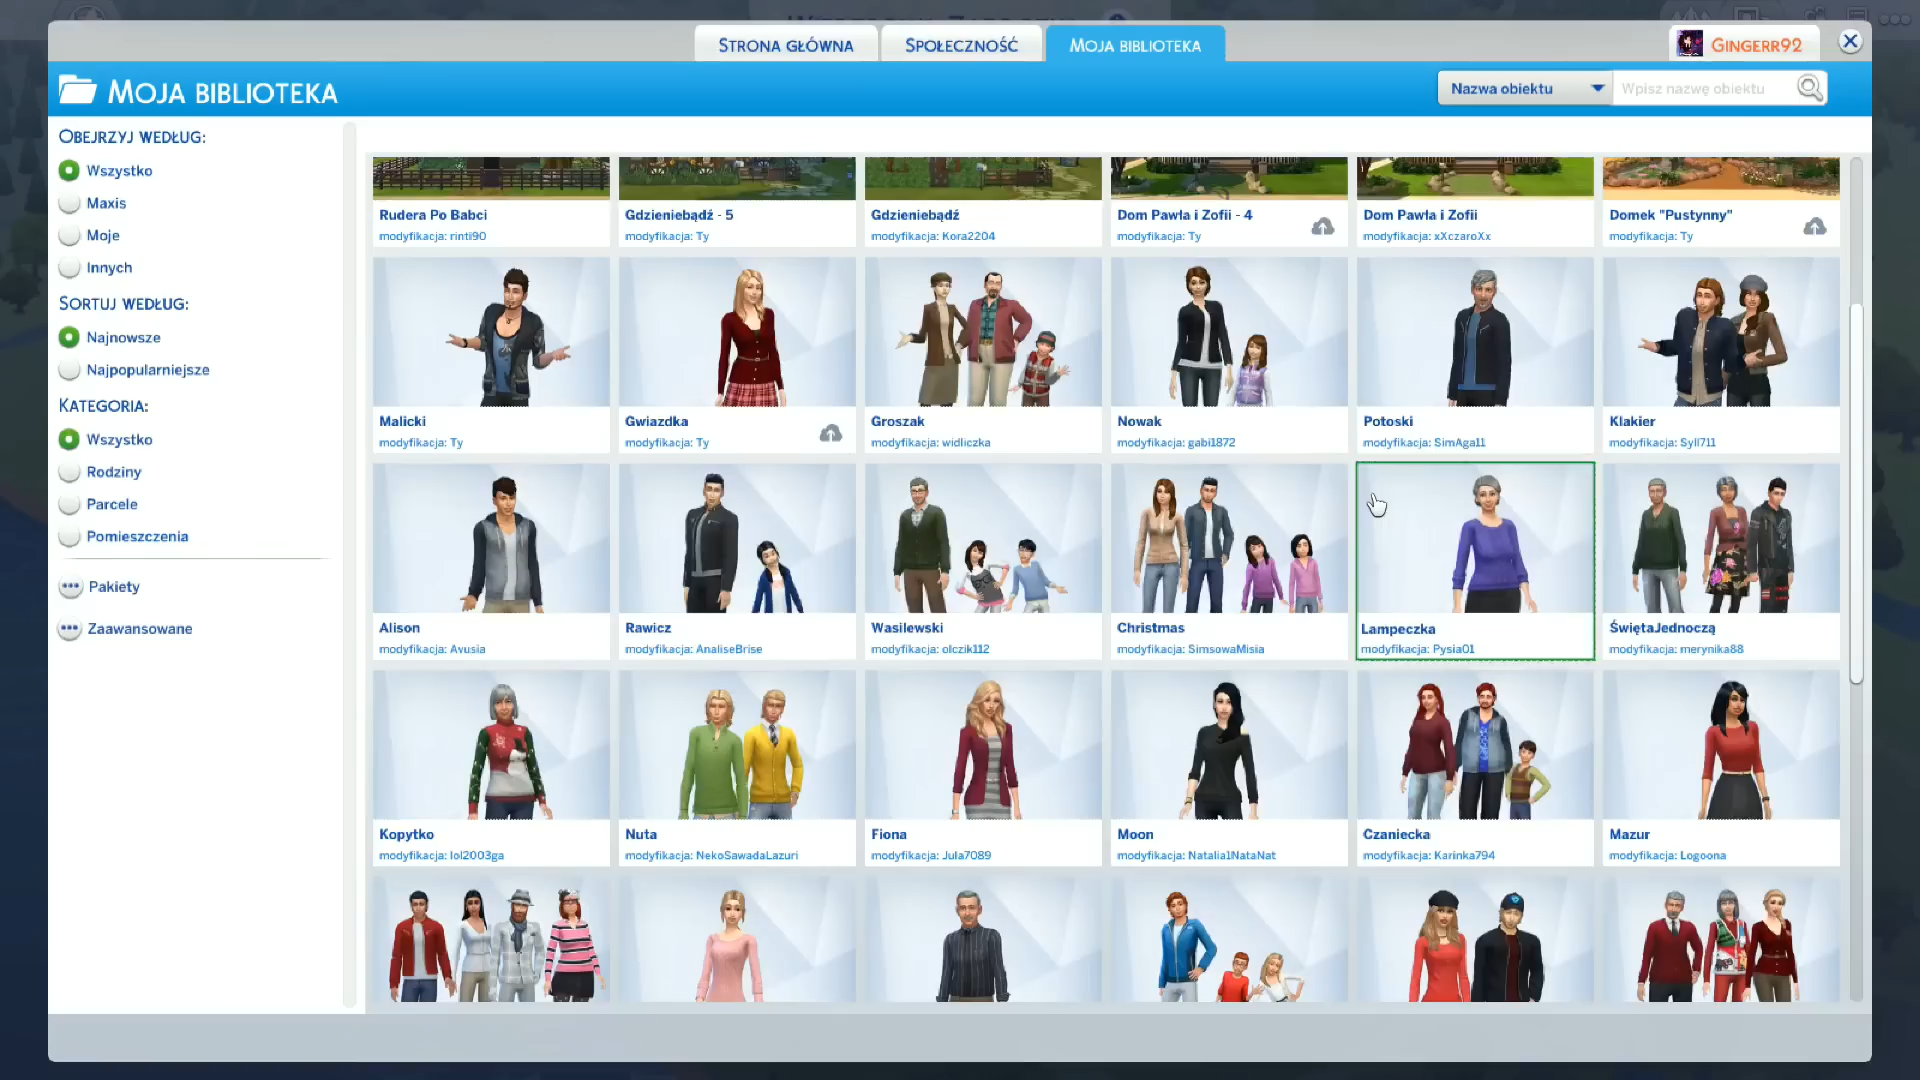 STRONA GŁÓWNA
SPOŁECZNOŚĆ
MOJA BIBLIOTEKA
GINGERR92
MOJA BIBLIOTEKA
Nazwa obiektu
Wpisz nazwę obiektu
OBEJRZYJ WEDŁUG:
Wszystko
Maxis
Moje
Innych
SORTUJ WEDŁUG:
Najnowsze
Najpopularniejsze
KATEGORIA:
Wszystko
Rodziny
Parcele
Pomieszczenia
Pakiety
Zaawansowane
Rudera Po Babci
modyfikacja: rinti90
Gdzieniebądź - 5
modyfikacja: Ty
Gdzieniebądź
modyfikacja: Kora2204
Dom Pawła i Zofii - 4
modyfikacja: Ty
Dom Pawła i Zofii
modyfikacja: xXczaroXx
Domek "Pustynny"
modyfikacja: Ty
Malicki
modyfikacja: Ty
Gwiazdka
modyfikacja: Ty
Groszak
modyfikacja: widliczka
Nowak
modyfikacja: gabi1872
Potoski
modyfikacja: SimAga11
Klakier
modyfikacja: Syll711
Alison
modyfikacja: Avusia
Rawicz
modyfikacja: AnaliseBrise
Wasilewski
modyfikacja: olczik112
Christmas
modyfikacja: SimsowaMisia
Lampeczka
modyfikacja: Pysia01
ŚwiętaJednoczą
modyfikacja: merynika88
Kopytko
modyfikacja: lol2003ga
Nuta
modyfikacja: NekoSawadaLazuri
Fiona
modyfikacja: Jula7089
Moon
modyfikacja: Natalia1NataNat
Czaniecka
modyfikacja: Karinka794
Mazur
modyfikacja: Logoona